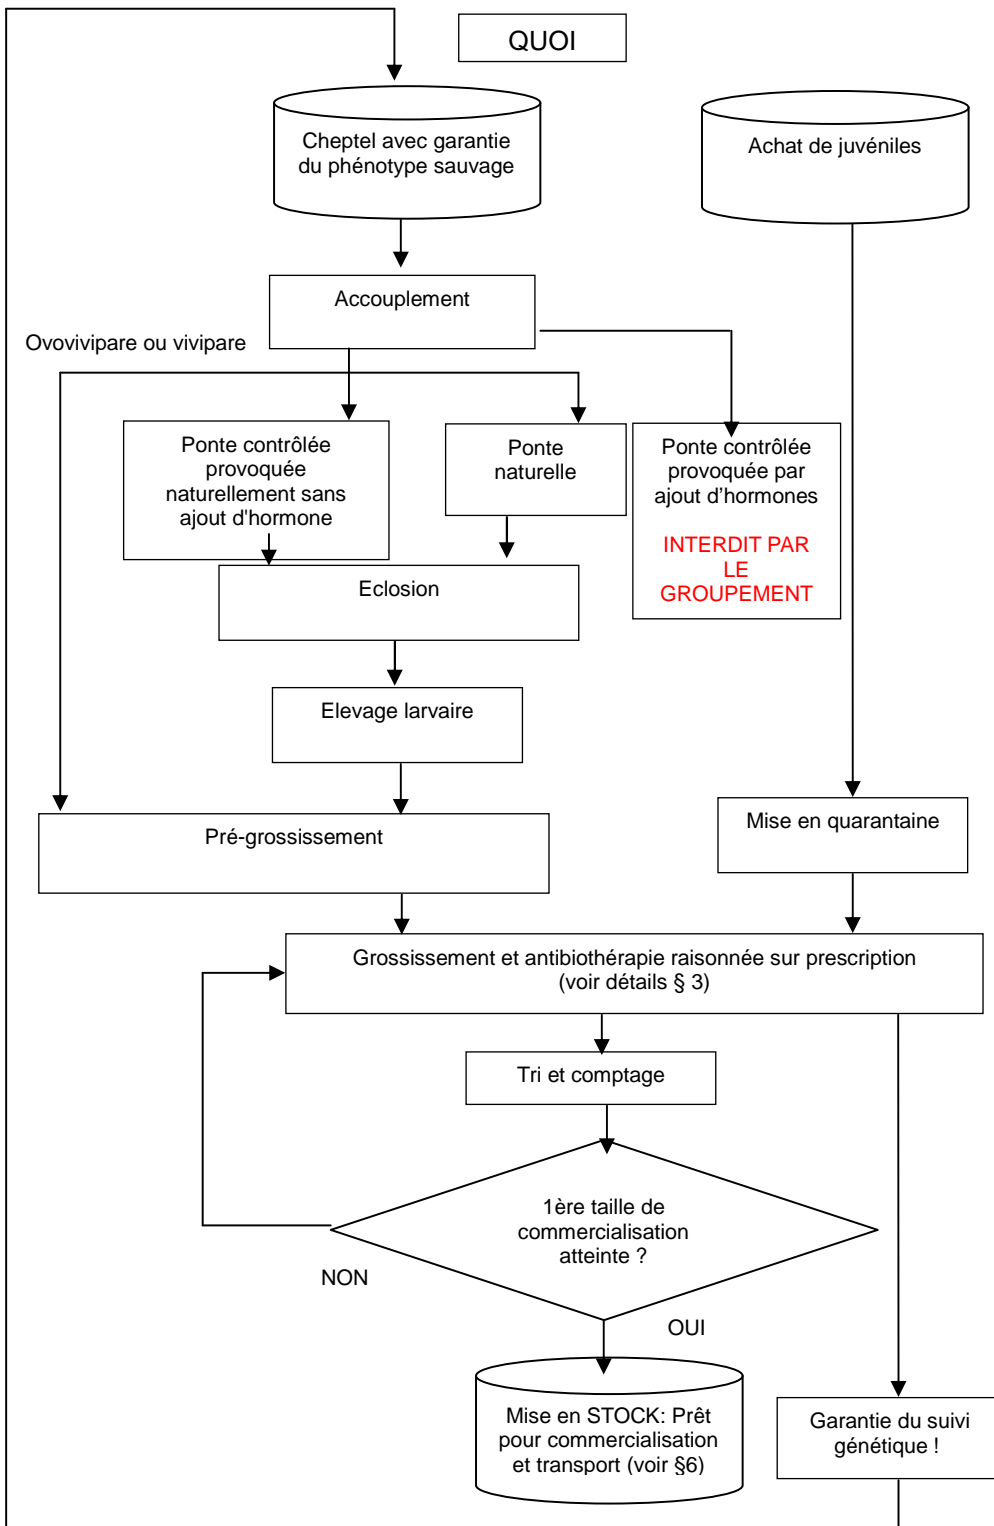 QUOI
Cheptel avec garantie
du phénotype sauvage
Achat de juvéniles
Accouplement
Ovovivipare ou vivipare
Ponte contrôlée
provoquée
naturellement sans
ajout d'hormone
Ponte
naturelle
Ponte contrôlée
provoquée par
ajout d'hormones
INTERDIT PAR
LE
GROUPEMENT
Eclosion
Elevage larvaire
Pré-grossissement
Mise en quarantaine
Grossissement et antibiothérapie raisonnée sur prescription
(voir détails § 3)
Tri et comptage
1ère taille de
commercialisation
atteinte ?
NON
OUI
Mise en STOCK: Prêt
pour commercialisation
et transport (voir §6)
Garantie du suivi
génétique !